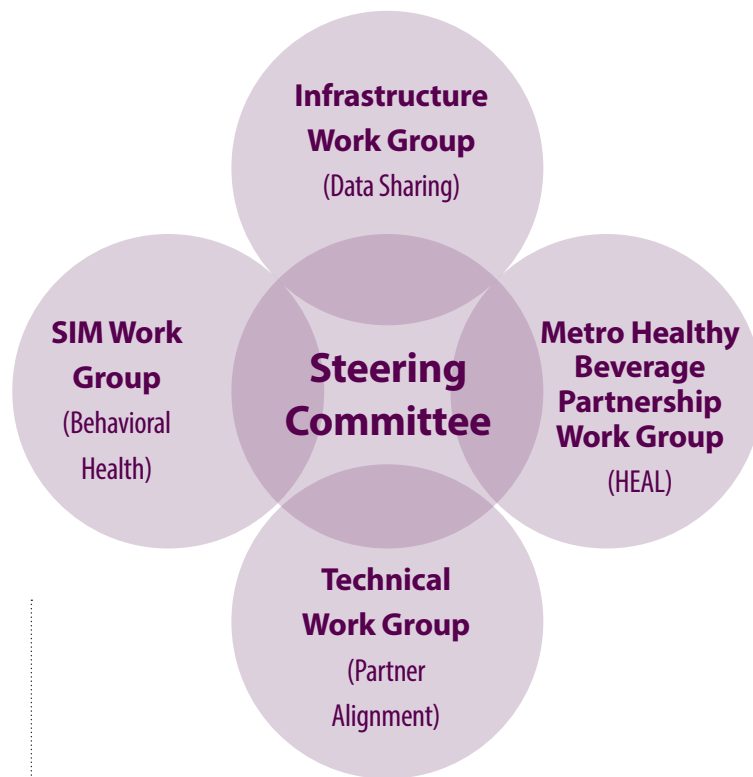 Infrastructure
Work Group
(Data Sharing)
SIM Work
Group
(Behavioral
Health)
Steering
Committee
Metro Healthy
Beverage
Partnership
Work Group
(HEAL)
Technical
Work Group
(Partner
Alignment)